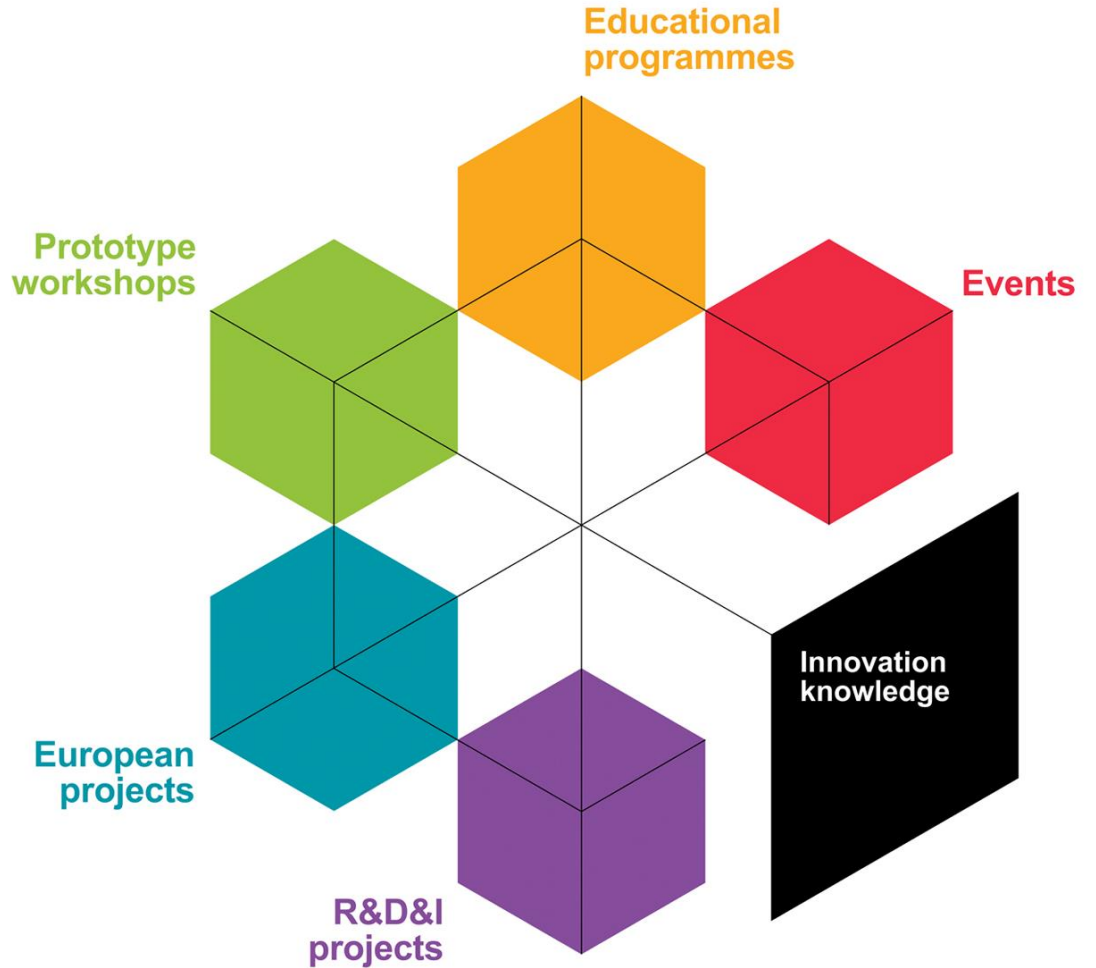 Educational
programmes
Prototype
workshops
Events
Innovation
knowledge
European
projects
R&D&I
projects